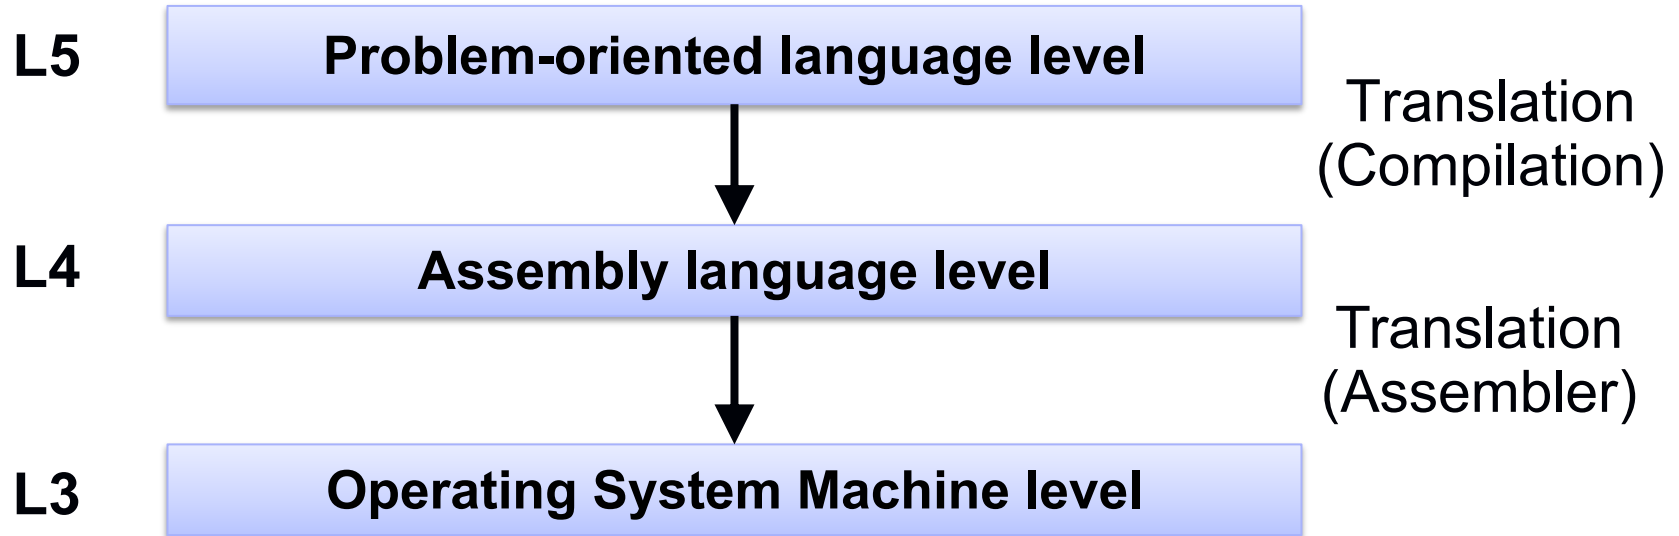 L5
Problem-oriented language level
Translation
(Compilation)
L4
Assembly language level
Translation
(Assembler)
L3
Operating System Machine level